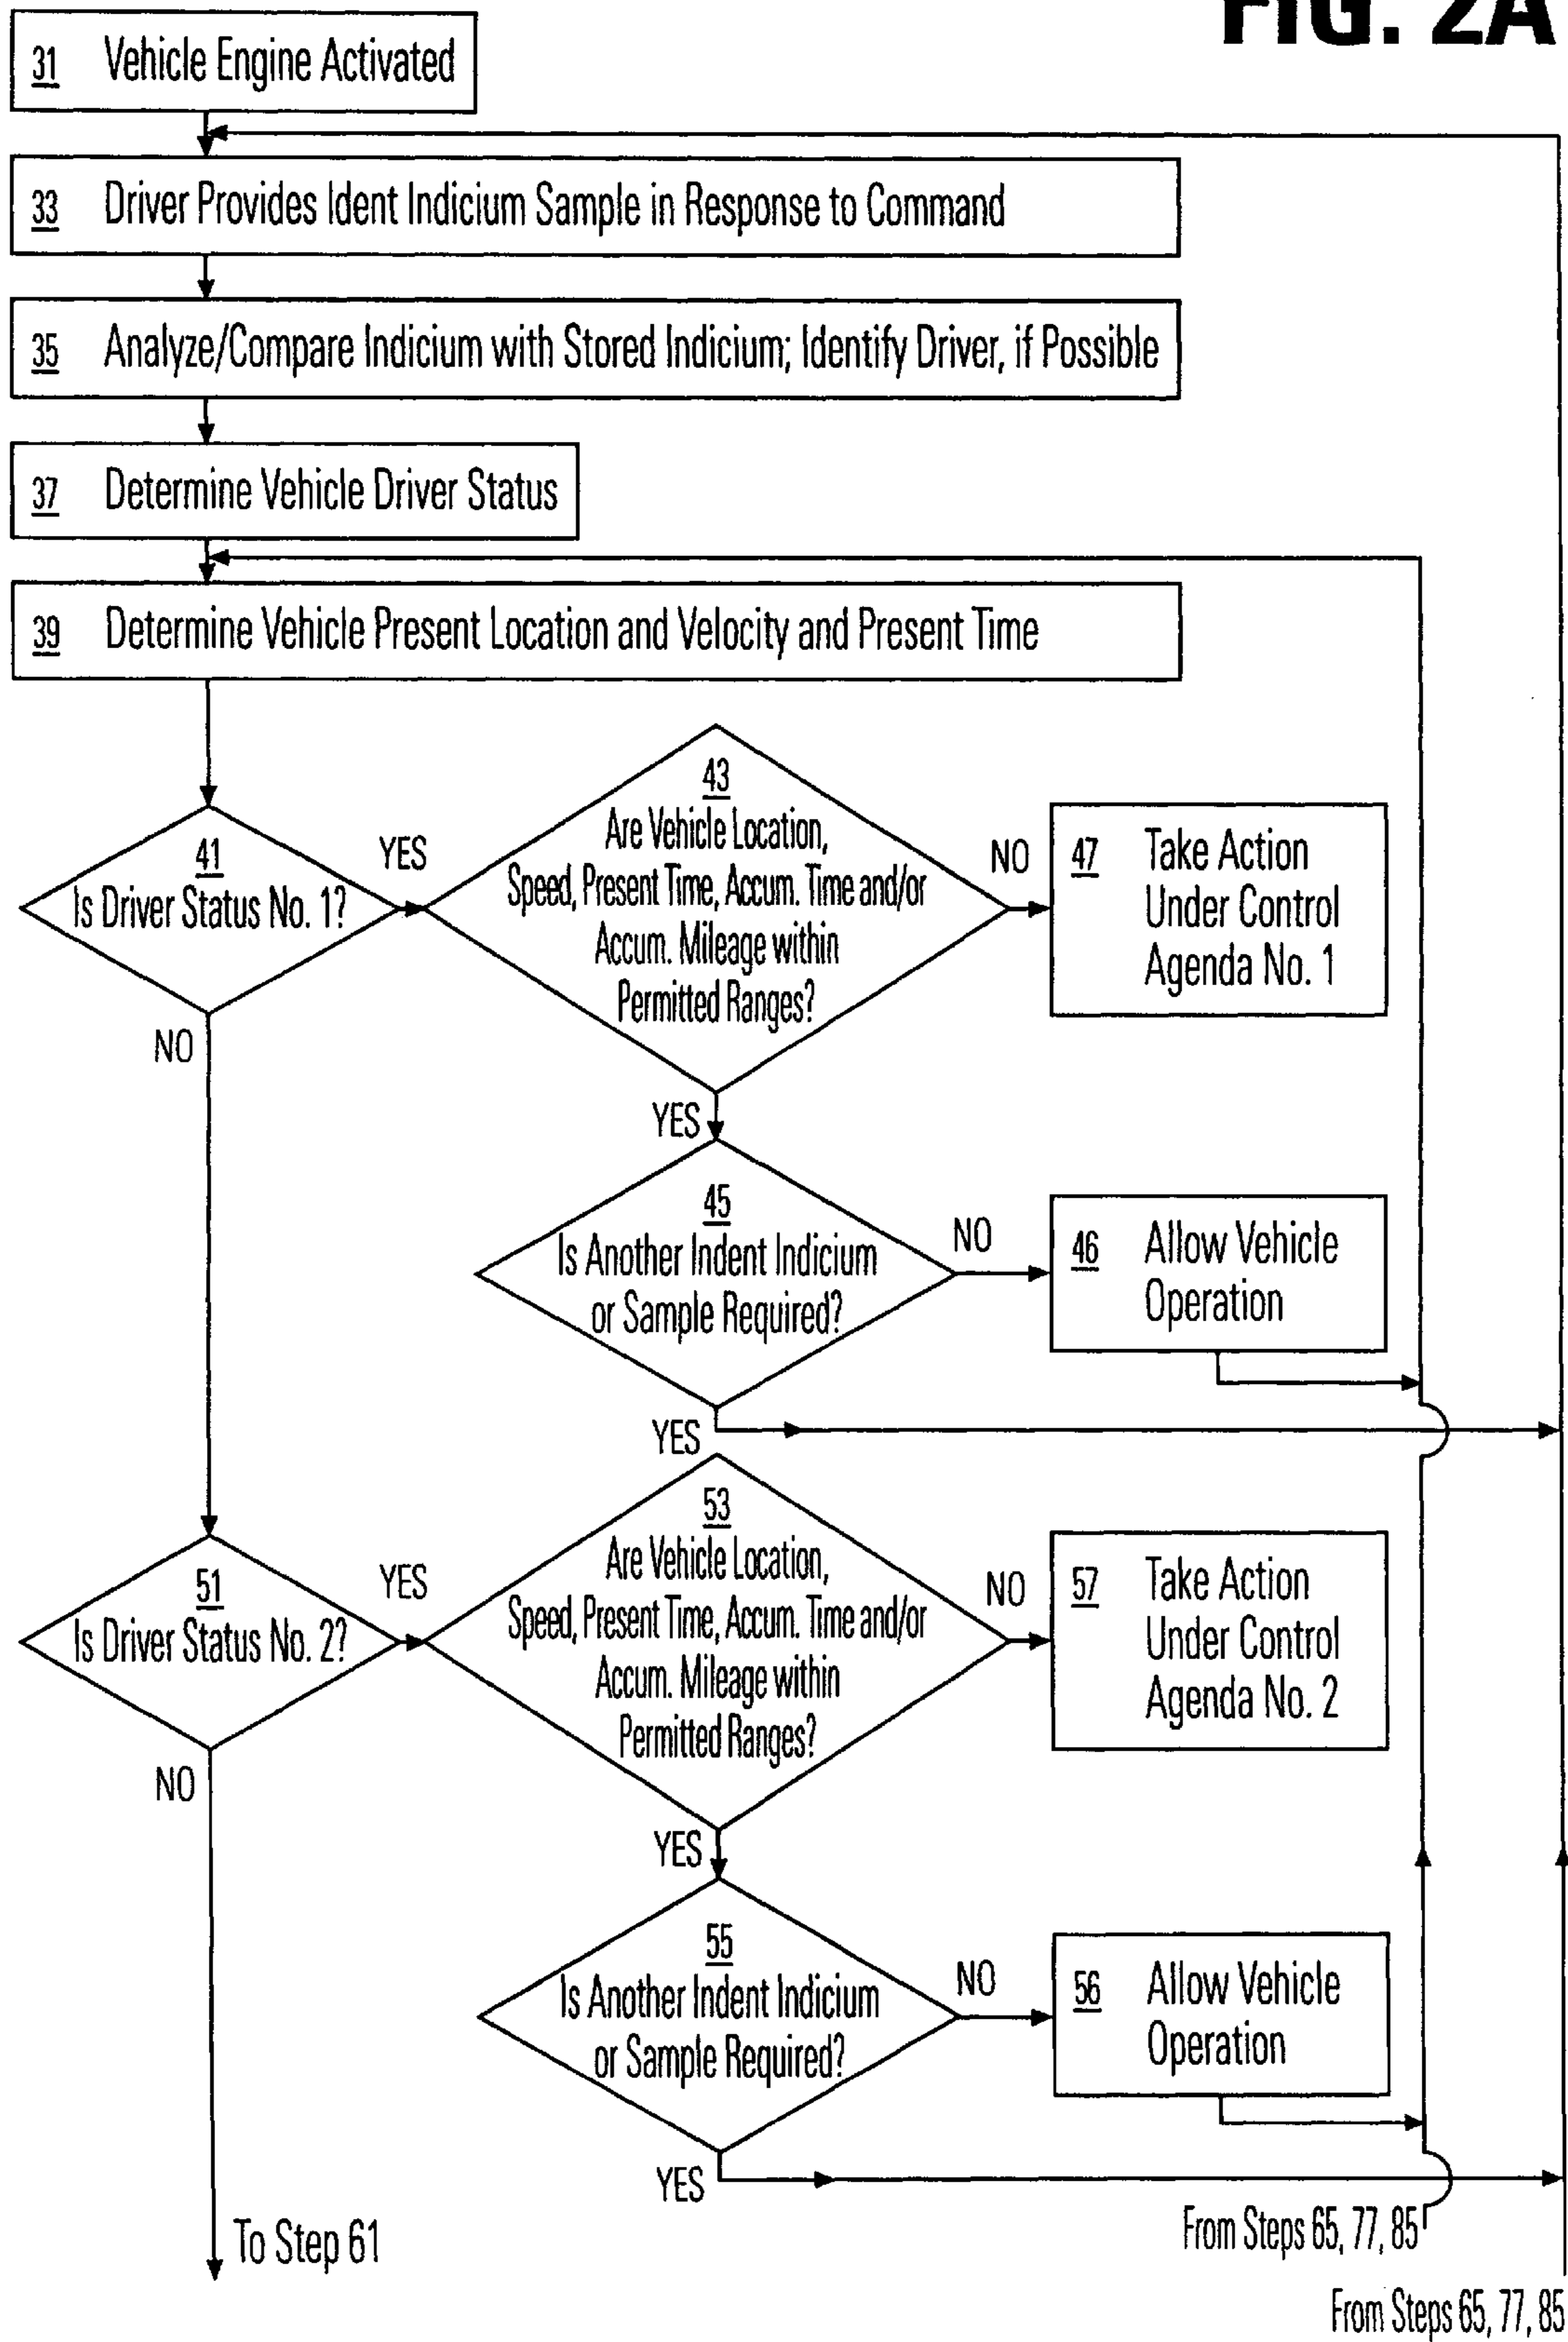 FIG. 2A
31 Vehicle Engine Activated
33 Driver Provides Ident Indicium Sample in Response to Command
35 Analyze/Compare Indicium with Stored Indicium; Identify Driver, if Possible
37 Determine Vehicle Driver Status
39 Determine Vehicle Present Location and Velocity and Present Time
41
Is Driver Status No. 1?
YES
NO
43
Are Vehicle Location,
Speed, Present Time, Accum. Time and/or
Accum. Mileage within
Permitted Ranges?
NO
YES
47 Take Action
Under Control
Agenda No. 1
45
Is Another Indent Indicium
or Sample Required?
NO
YES
46 Allow Vehicle
Operation
51
Is Driver Status No. 2?
YES
NO
53
Are Vehicle Location,
Speed, Present Time, Accum. Time and/or
Accum. Mileage within
Permitted Ranges?
NO
YES
57 Take Action
Under Control
Agenda No. 2
55
Is Another Indent Indicium
or Sample Required?
NO
YES
56 Allow Vehicle
Operation
To Step 61
From Steps 65, 77, 85
From Steps 65, 77, 85